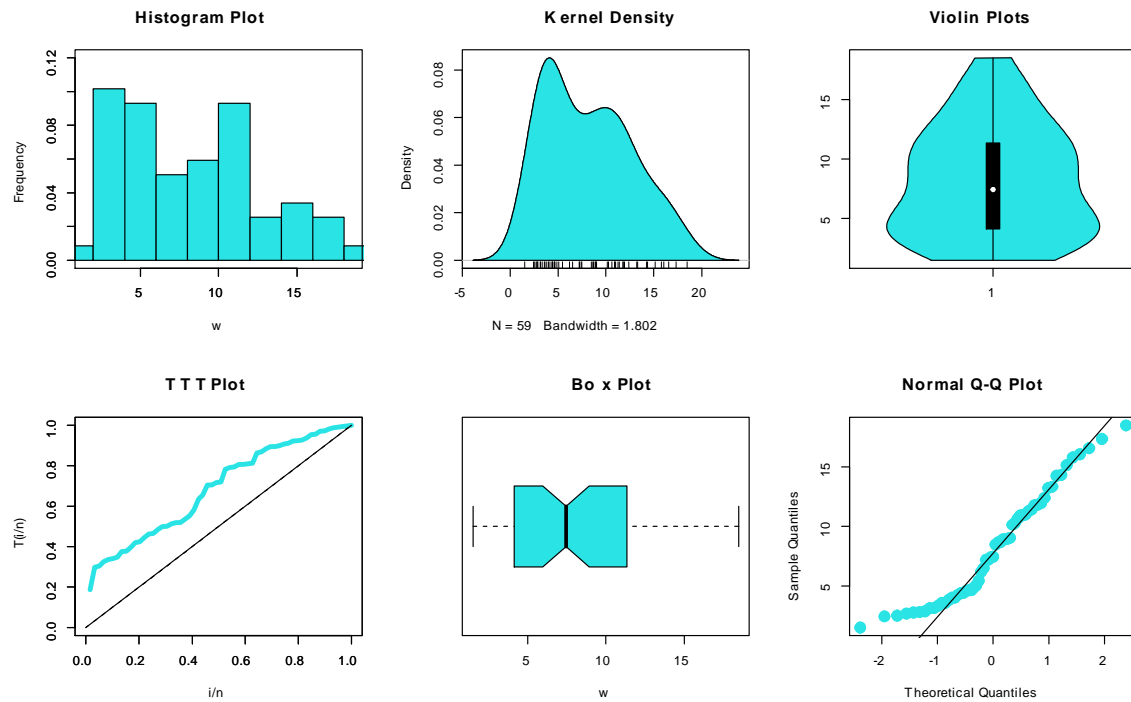 Histogram Plot
Frequency
0.00 0.04 0.08 0.12
5 10 15
w
Kernel Density
Density
0.00 0.02 0.04 0.06 0.08
-5 0 5 10 15 20
N = 59 Bandwidth = 1.802
Violin Plots
5 10 15
1
T T T Plot
T(i/n)
0.0 0.2 0.4 0.6 0.8 1.0
0.0 0.2 0.4 0.6 0.8 1.0
i/n
Bo x Plot
5 10 15
w
Normal Q-Q Plot
Sample Quantiles
5 10 15
-2 -1 0 1 2
Theoretical Quantiles